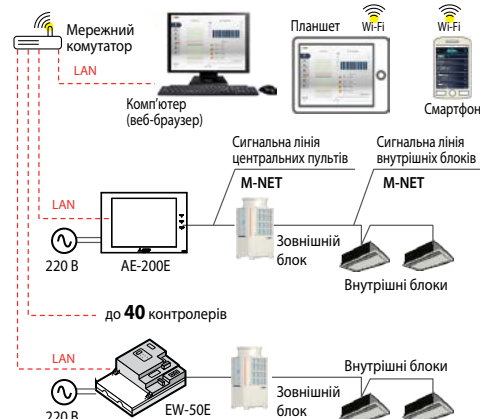 Мережний
комутатор
LAN
Комп'ютер
(веб-браузер)
Планшет
Wi-Fi
Wi-Fi
Смартфон
Сигнальна лінія
центральних пультів
M-NET
Сигнальна лінія
внутрішніх блоків
M-NET
LAN
220 В
AE-200E
Зовнішній
блок
Внутрішні блоки
до 40 контролерів
LAN
220 В
EW-50E
Зовнішній
блок
Внутрішні блоки